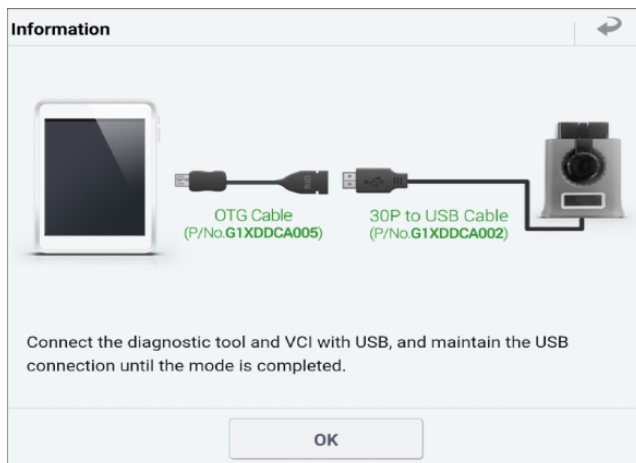 Information
OTG Cable
(P/No.G1XDDCA005)
30P to USB Cable
(P/No.G1XDDCA002)
Connect the diagnostic tool and VCI with USB, and maintain the USB
connection until the mode is completed.
OK